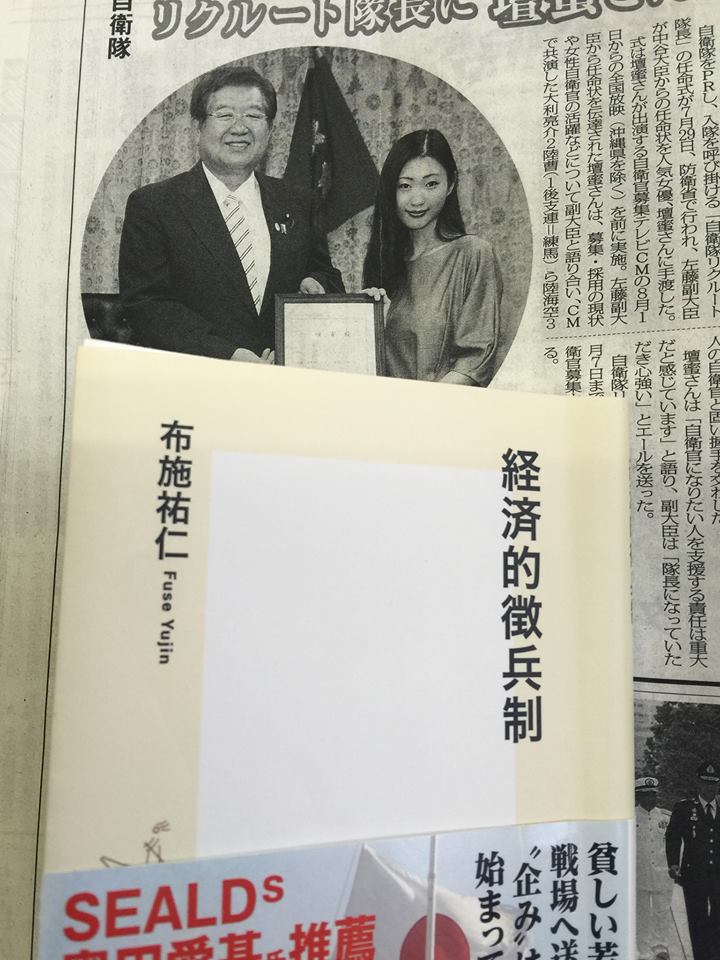 リクルート隊長に 壇蜜さん
自衛隊
自衛隊をPRし、入隊を呼び掛ける「自衛隊リクルート
隊長」の任命式が7月29日、防衛省で行われ、左藤副大臣
が中谷大臣からの任命状を人気女優、壇蜜さんに手渡した。
式は壇蜜さんが出演する自衛官募集テレビCMの8月1
日からの全国放映(沖縄県を除く)を前に実施。左藤副大
臣から任命状を伝達された壇蜜さんは、募集・採用の現状
や女性自衛官の活躍などについて副大臣と語り合い、CM
で共演した大利亮介2陸曹(1後支連=練馬)ら陸海空3
人の自衛官と固い握手を交わした
壇蜜さんは「自衛官になりたい人を支援する責任は重大
だと感じています」と語り、副大臣は「隊長になっていた
だき心強い」とエールを送った。
自衛隊リ
月7日まで
衛官募集
る。
経済的徴兵制
布施祐仁 Fuse Yujin
貧しい若
戦場へ送
〝企み〟は
始まって
SEALDs
奥田愛基氏推薦